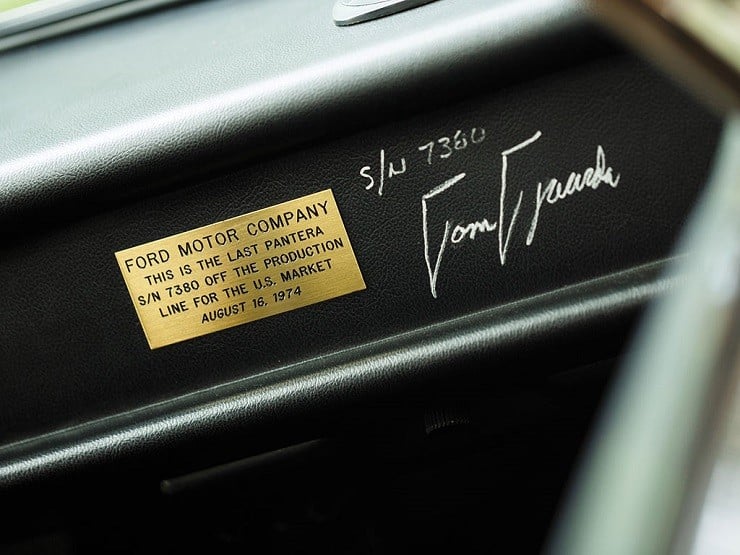 FORD MOTOR COMPANY
THIS IS THE LAST PANTERA
S/N 7380 OFF THE PRODUCTION
LINE FOR THE U.S. MARKET
AUGUST 16, 1974
S/N 7380
Tom Tjaarda